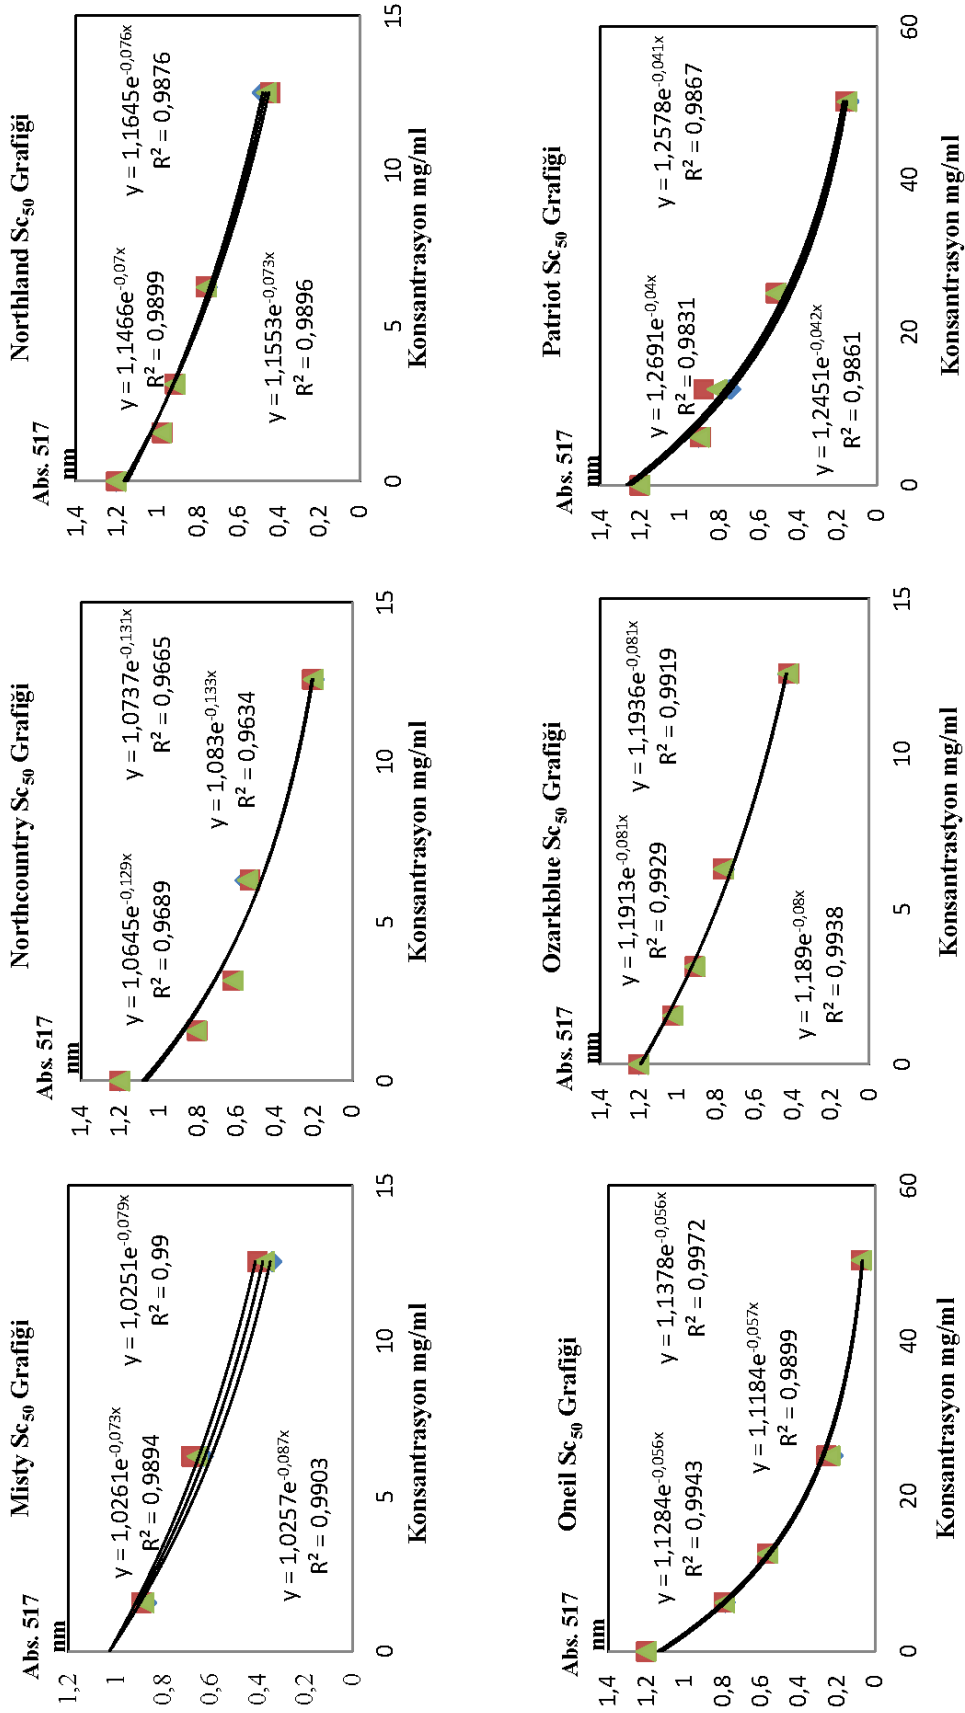 Misty Sc50 Grafiği
Abs. 517
nm
1,2
1
0,8
0,6
0,4
0,2
0
0
5
10
15
y = 1,0261e-0,073x
R² = 0,9894
y = 1,0251e-0,079x
R² = 0,99
y = 1,0257e-0,087x
R² = 0,9903
Konsantrasyon mg/ml
Northcountry Sc50 Grafiği
Abs. 517
nm
1,4
1,2
1
0,8
0,6
0,4
0,2
0
0
5
10
15
y = 1,0645e-0,129x
R² = 0,9689
y = 1,0737e-0,131x
R² = 0,9665
y = 1,083e-0,133x
R² = 0,9634
Konsantrasyon mg/ml
Northland Sc50 Grafiği
Abs. 517
nm
1,4
1,2
1
0,8
0,6
0,4
0,2
0
0
5
10
15
y = 1,1466e-0,07x
R² = 0,9899
y = 1,1645e-0,076x
R² = 0,9876
y = 1,1553e-0,073x
R² = 0,9896
Konsantrasyon mg/ml
Oneil Sc50 Grafiği
Abs. 517
nm
1,4
1,2
1
0,8
0,6
0,4
0,2
0
0
20
40
60
y = 1,1284e-0,056x
R² = 0,9943
y = 1,1378e-0,056x
R² = 0,9972
y = 1,1184e-0,057x
R² = 0,9899
Konsantrasyon mg/ml
Ozarkblue Sc50 Grafiği
Abs. 517
nm
1,4
1,2
1
0,8
0,6
0,4
0,2
0
0
5
10
15
y = 1,1913e-0,081x
R² = 0,9929
y = 1,1936e-0,081x
R² = 0,9919
y = 1,189e-0,08x
R² = 0,9938
Konsantrastyon mg/ml
Patriot Sc50 Grafiği
Abs. 517
nm
1,4
1,2
1
0,8
0,6
0,4
0,2
0
0
20
40
60
y = 1,2691e-0,04x
R² = 0,9831
y = 1,2578e-0,041x
R² = 0,9867
y = 1,2451e-0,042x
R² = 0,9861
Konsantrasyon mg/ml